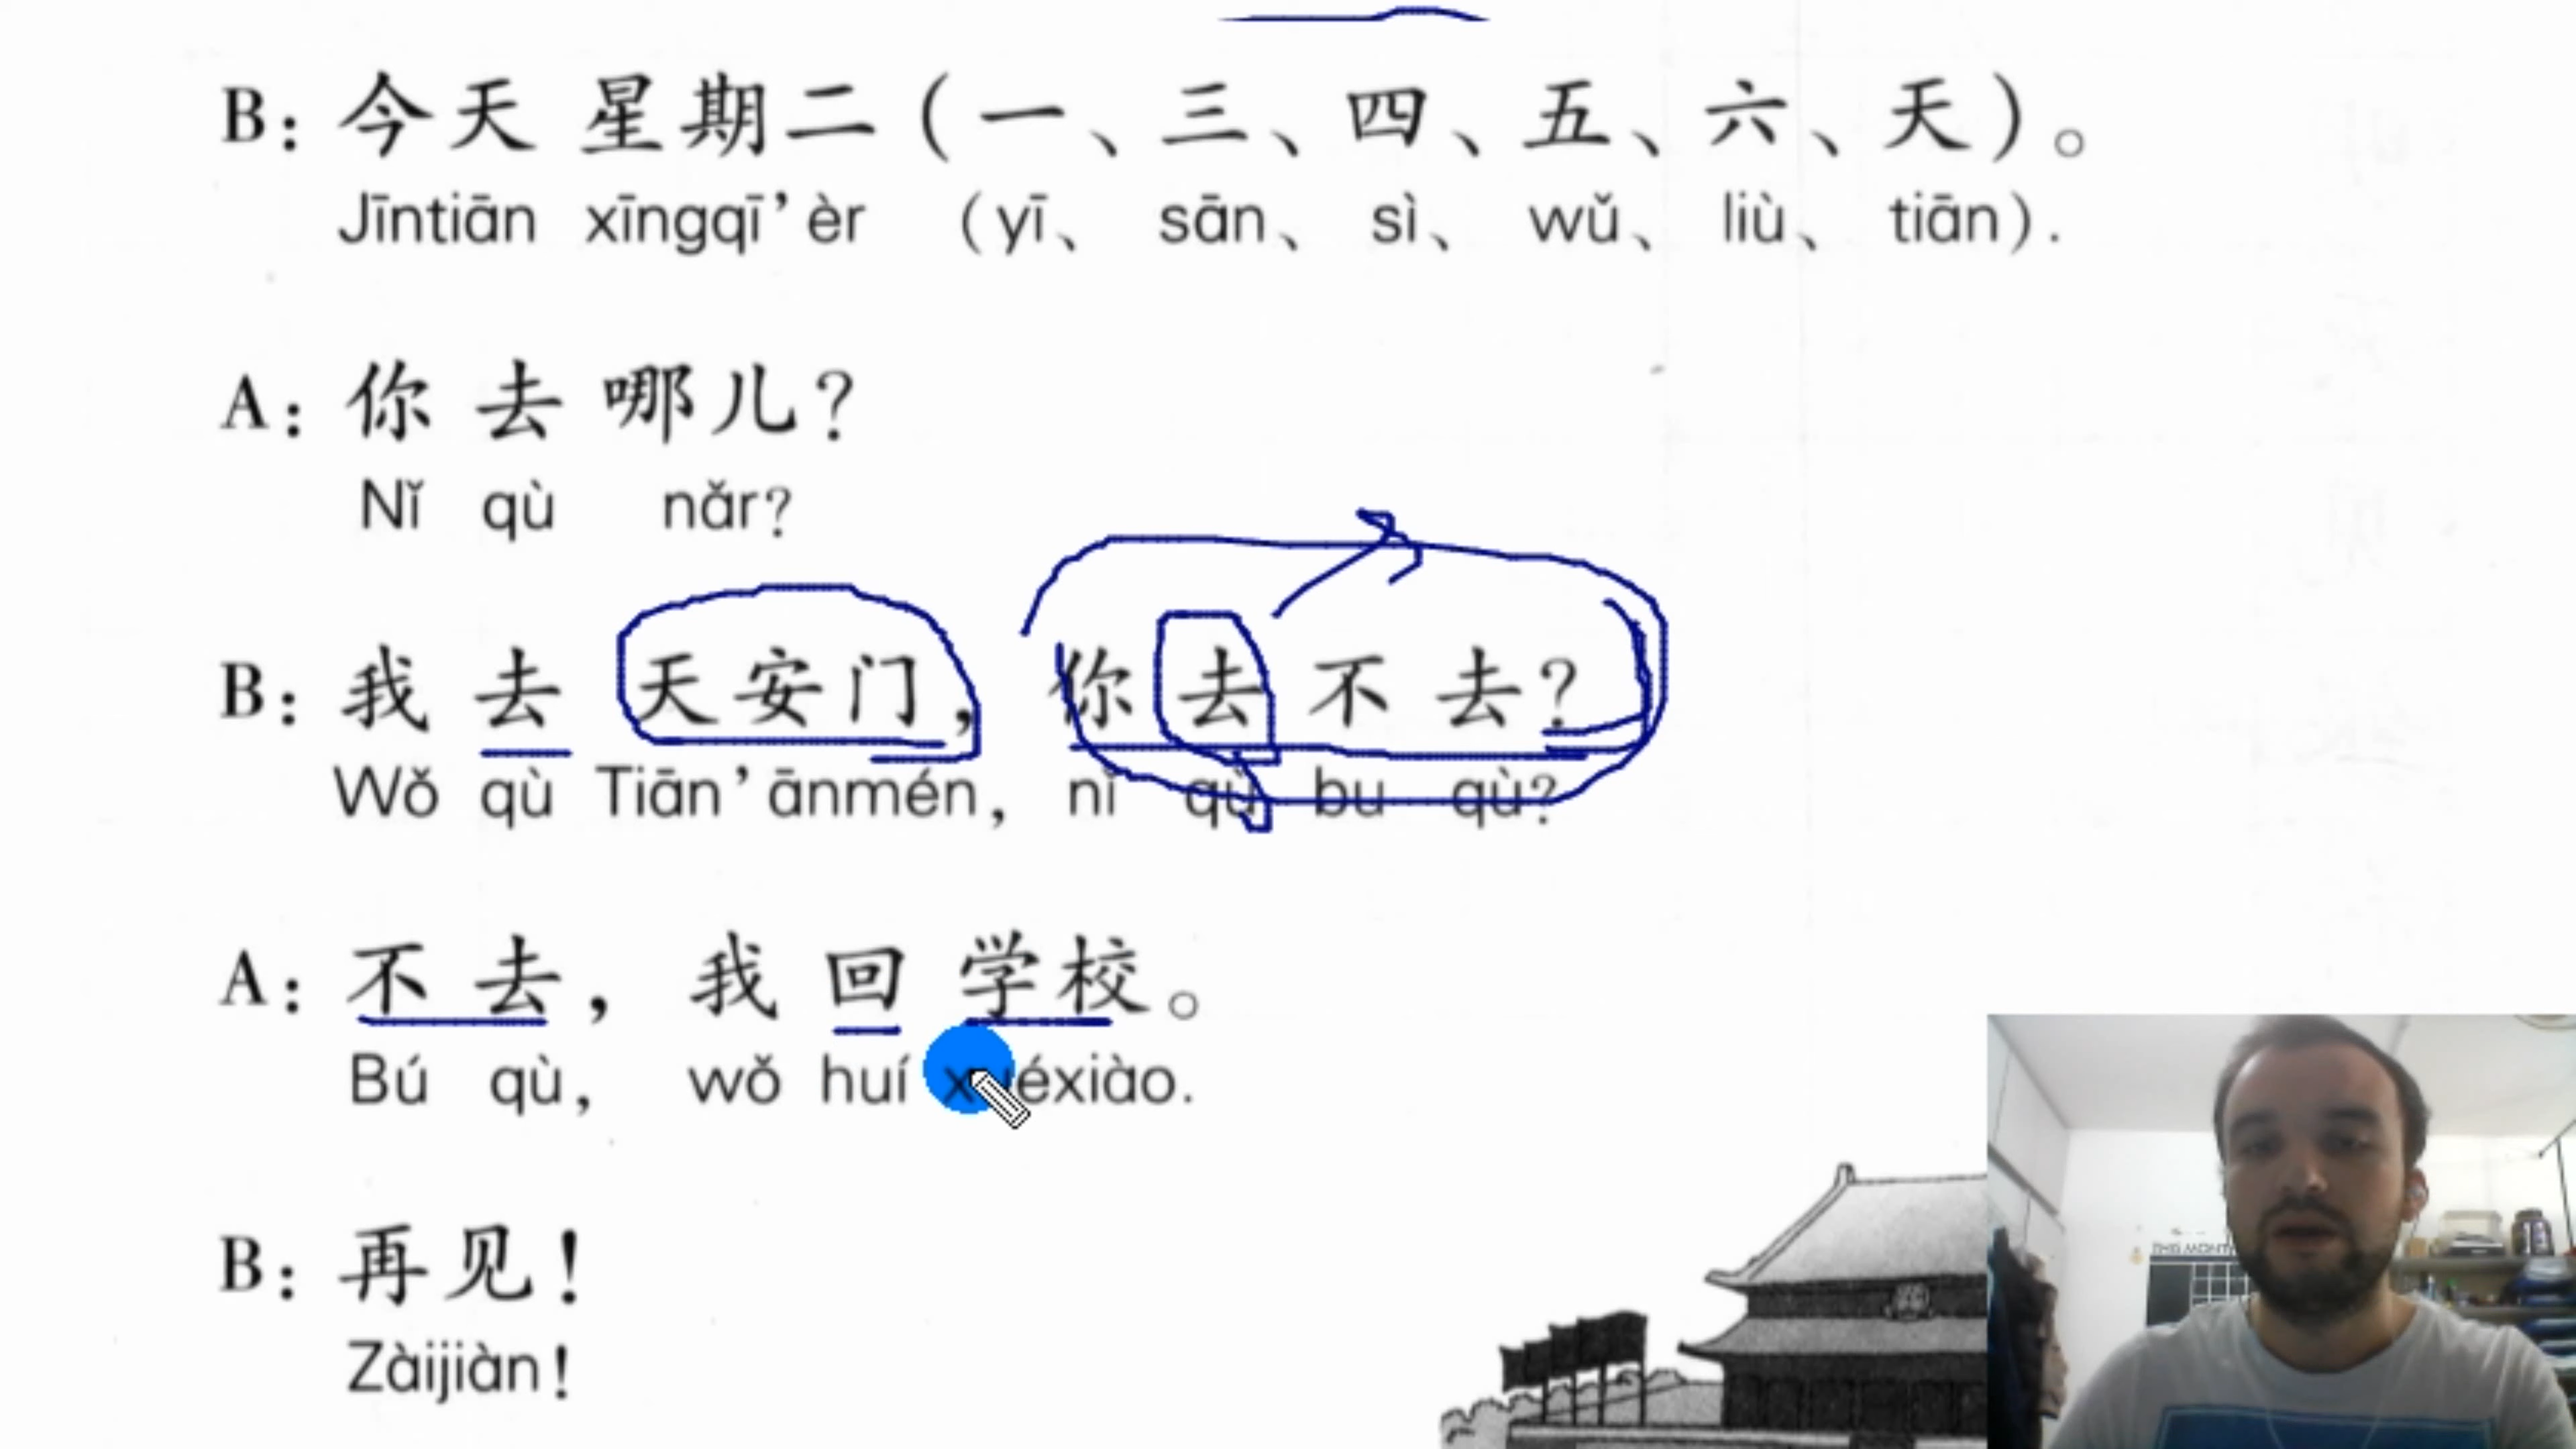 B：今天 星期二（一、三、四、五、六、天）。
Jīntiān xīngqī’èr （yī、 sān、 sì、 wǔ、 liù、 tiān）.
A：你 去 哪儿？
Nǐ qù nǎr?
B：我 去 天安门， 你 去 不 去？
Wǒ qù Tiān’ānmén, nǐ qù bu qù?
A：不 去， 我 回 学校。
Bú qù, wǒ huí xuéxiào.
B：再见！
Zàijiàn!
THIS MONTH